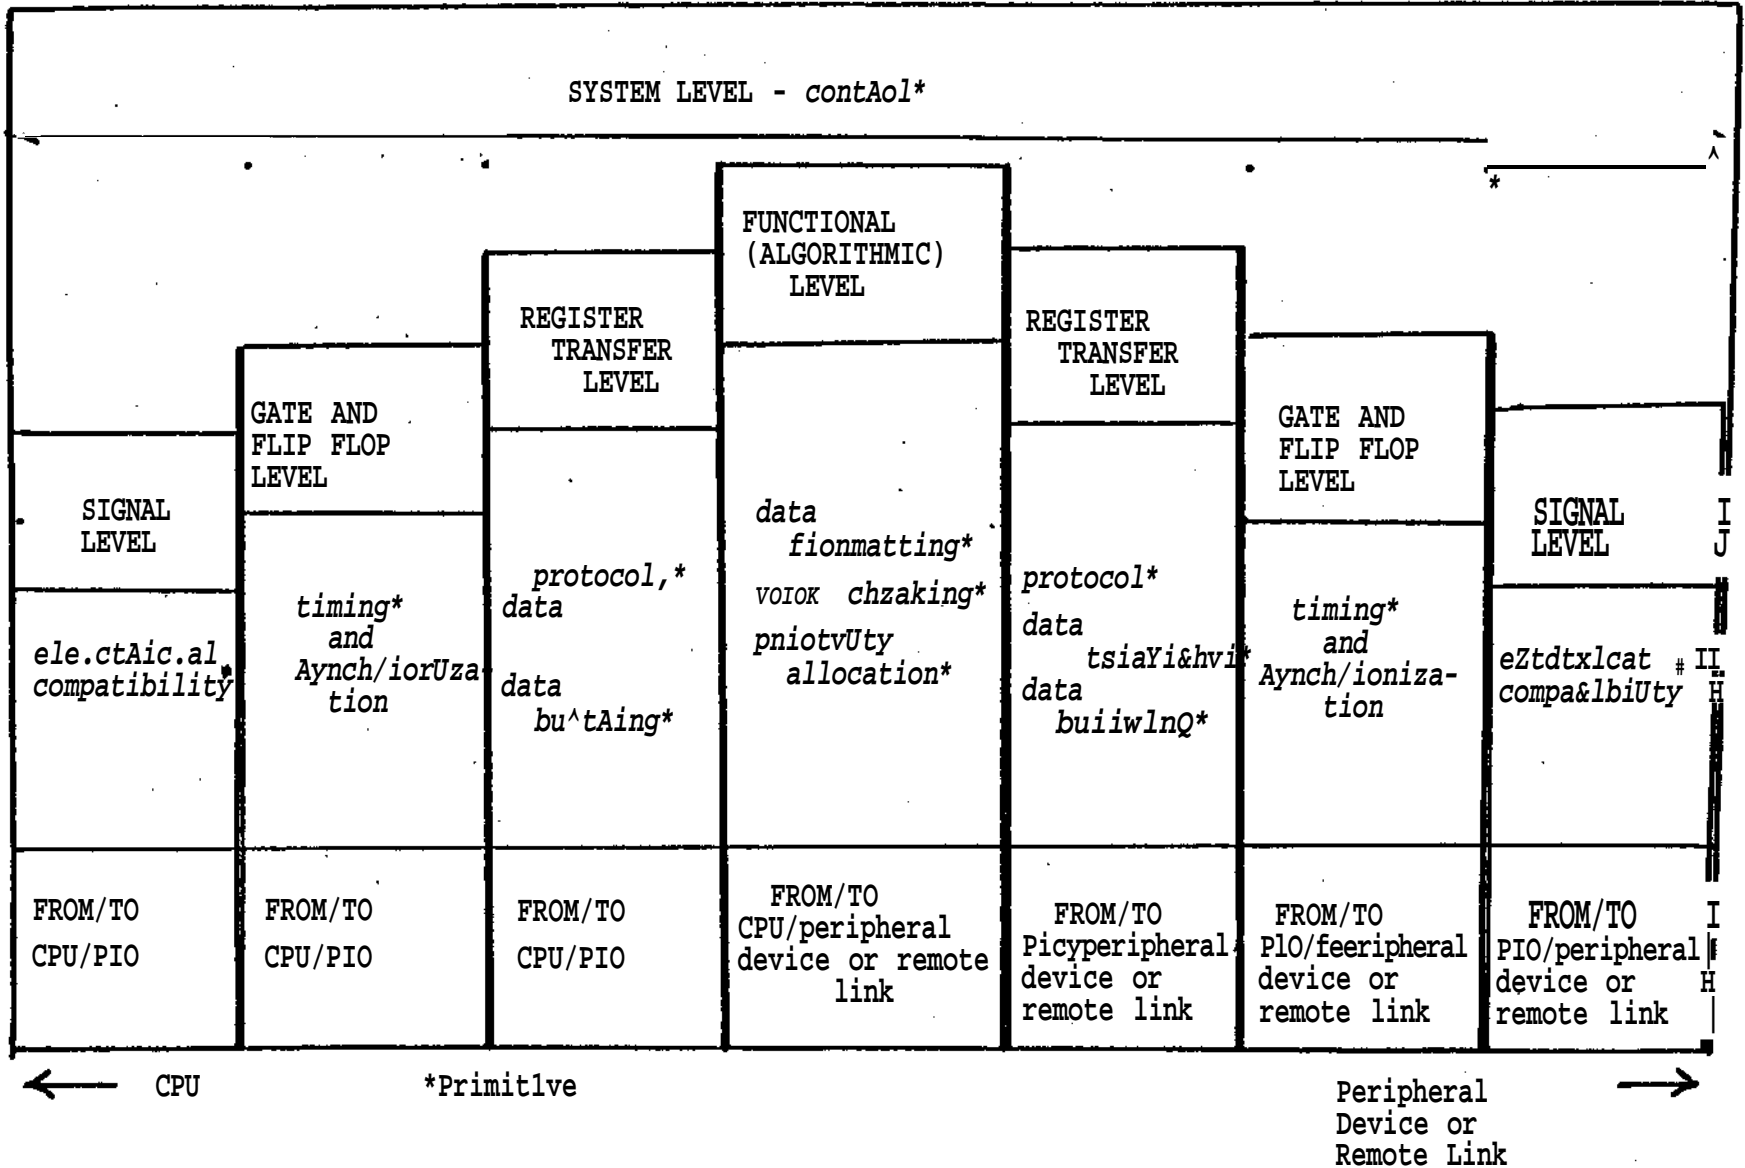 SYSTEM LEVEL - contAol*
*
FUNCTIONAL
(ALGORITHMIC)
LEVEL
REGISTER
TRANSFER
LEVEL
REGISTER
TRANSFER
LEVEL
GATE AND
FLIP FLOP
LEVEL
GATE AND
FLIP FLOP
LEVEL
SIGNAL
LEVEL
SIGNAL
LEVEL
I
J
ele.ctAic.al
compatibility
timing*
and
Aynch/iorUza
tion
protocol,*
data
data
bu^tAing*
data
fionmatting*
VOIOK chzaking*
pniotvUty
allocation*
protocol*
data
tsiaYi&hvi*
data
buiiwlnQ*
timing*
and
Aynch/ioniza-
tion
eZtdtxlcat # II
compa&lbiUty H
FROM/TO
CPU/PIO
FROM/TO
CPU/PIO
FROM/TO
CPU/PIO
FROM/TO
CPU/peripheral
device or remote
link
FROM/TO
Picyperipheral
device or
remote link
FROM/TO
PlO/feeripheral
device or
remote link
FROM/TO I
PIO/peripheral
device or H
remote link
CPU
*Primit1ve
Peripheral
Device or
Remote Link